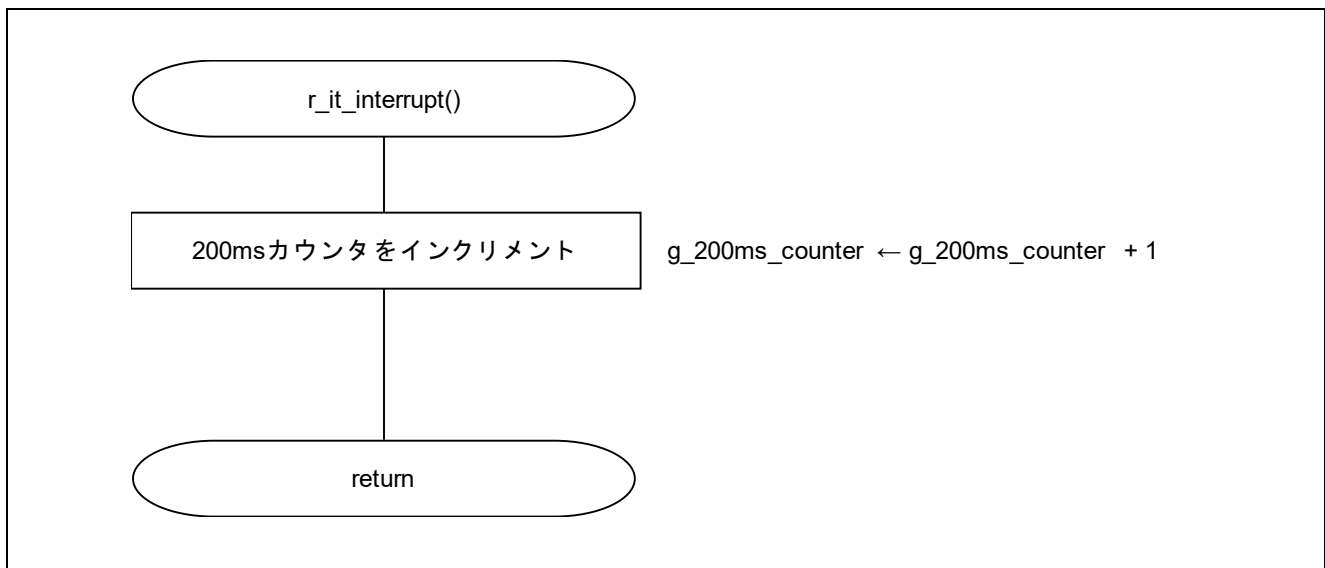 r_it_interrupt()
200msカウンタをインクリメント g_200ms_counter ← g_200ms_counter + 1
return